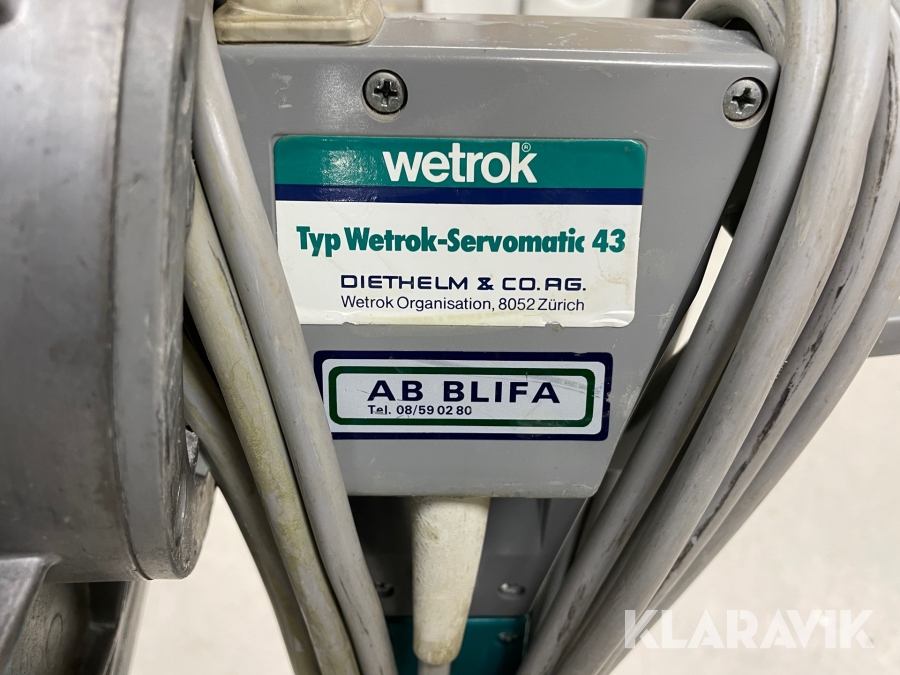 wetrok®
Typ Wetrok-Servomatic 43
DIETHELM & CO. AG.
Wetrok Organisation, 8052 Zürich
AB BLIFA
Tel. 08/59 02 80
KLARAVIK